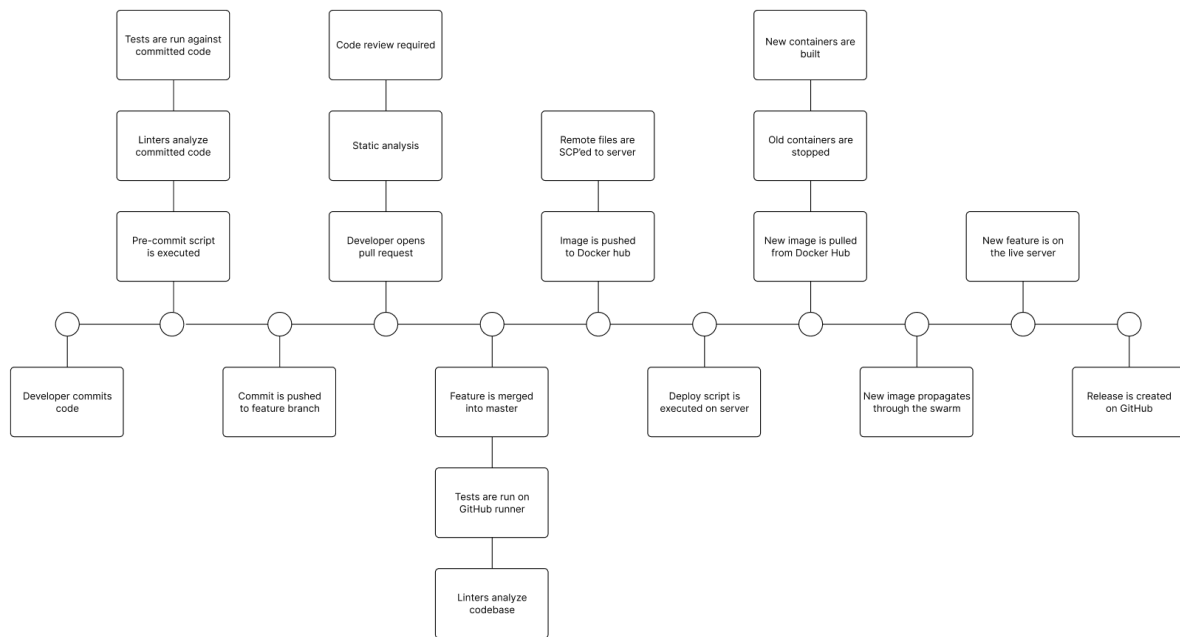 Tests are run against
committed code
Code review required
New containers are
built
Linters analyze
committed code
Static analysis
Remote files are
SCP'ed to server
Old containers are
stopped
Pre-commit script
is executed
Developer opens
pull request
Image is pushed
to Docker hub
New image is pulled
from Docker Hub
New feature is on
the live server
Developer commits
code
Commit is pushed
to feature branch
Feature is merged
into master
Deploy script is
executed on server
New image propagates
through the swarm
Release is created
on GitHub
Tests are run on
GitHub runner
Linters analyze
codebase